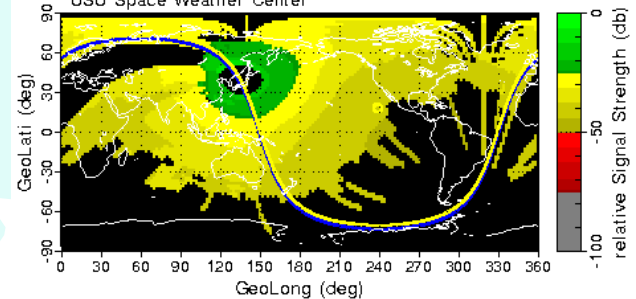 USU Space Weather Center
90
60
30
0
-30
-60
-90
GeoLati (deg)
0 30 60 90 120 150 180 210 240 270 300 330 360
GeoLong (deg)
0
-50
-100
relative Signal Strength (db)